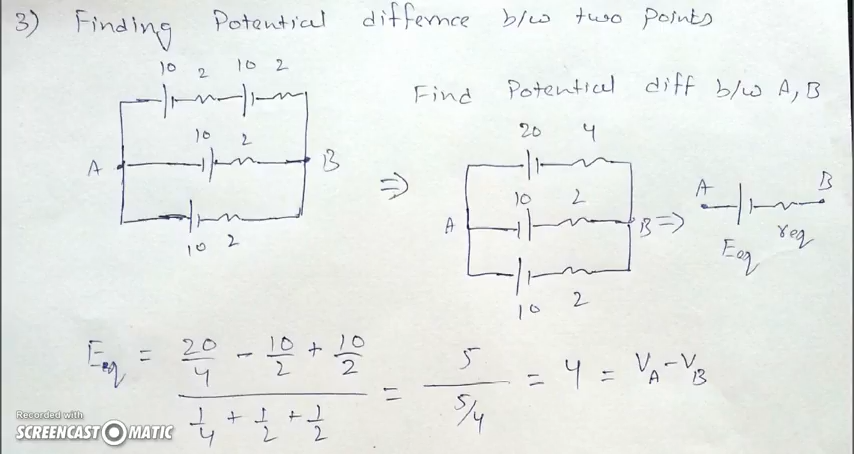 3) Finding Potential differnce b/w two points
10 2 10 2
Find Potential diff b/w A, B
10 2
A B
10 2
⇒
20 4
10 2
A B
10 2
⇒ A B
Eeq req
Eeq = (20/4 - 10/2 + 10/2) / (1/4 + 1/2 + 1/2) = 5 / (5/4) = 4 = VA - VB
Recorded with
SCREENCAST O MATIC